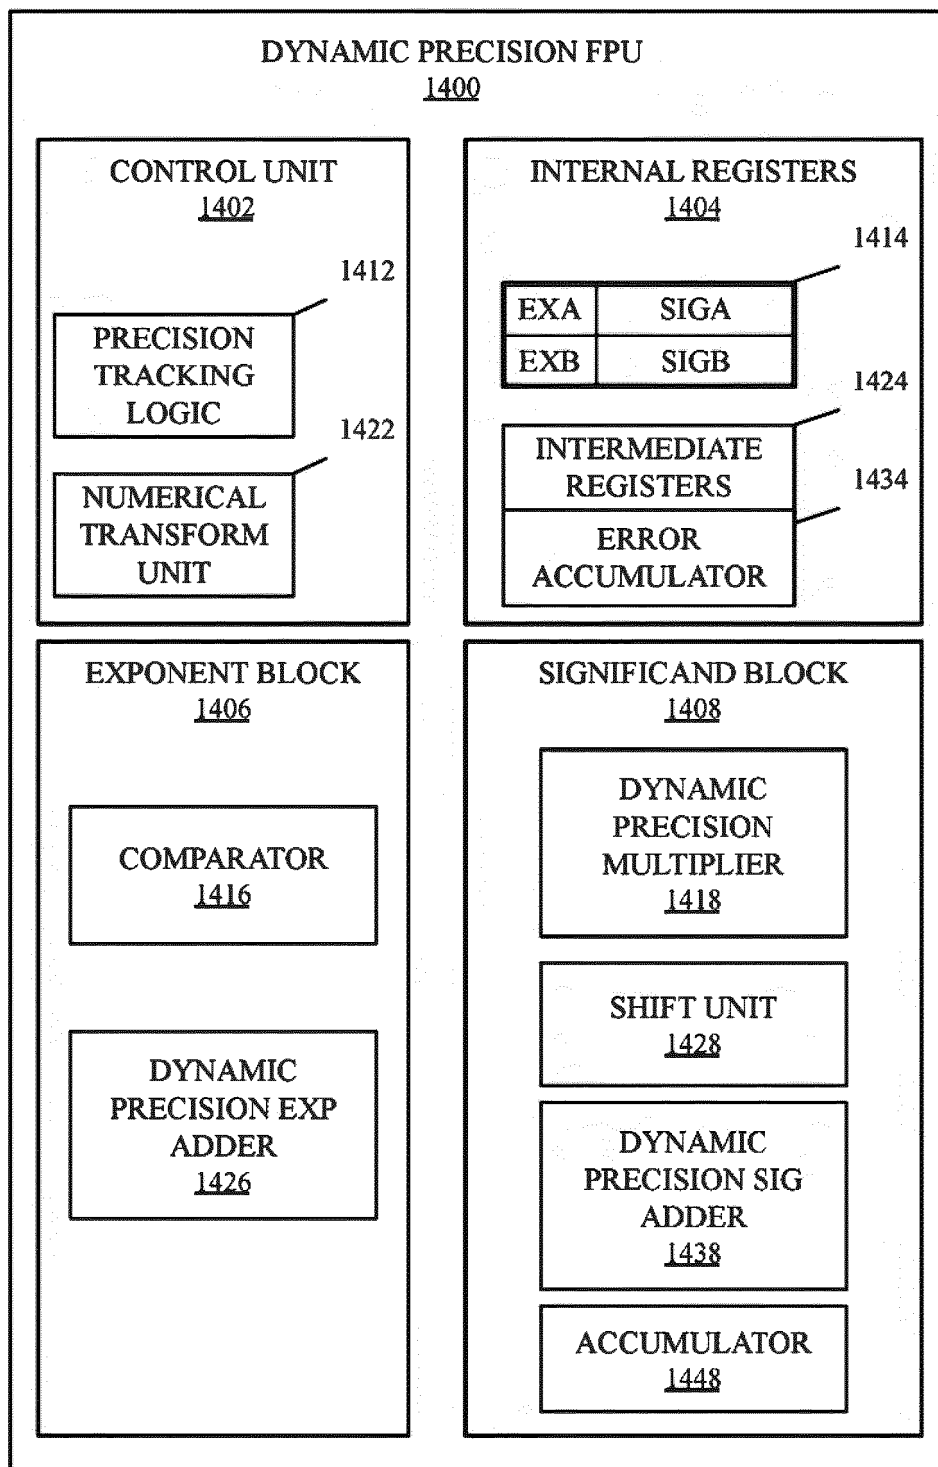 DYNAMIC PRECISION FPU
1400
CONTROL UNIT
1402
1412
PRECISION
TRACKING
LOGIC
1422
NUMERICAL
TRANSFORM
UNIT
INTERNAL REGISTERS
1404
1414
EXA SIGA
EXB SIGB
1424
INTERMEDIATE
REGISTERS
1434
ERROR
ACCUMULATOR
EXPONENT BLOCK
1406
COMPARATOR
1416
DYNAMIC
PRECISION EXP
ADDER
1426
SIGNIFICAND BLOCK
1408
DYNAMIC
PRECISION
MULTIPLIER
1418
SHIFT UNIT
1428
DYNAMIC
PRECISION SIG
ADDER
1438
ACCUMULATOR
1448